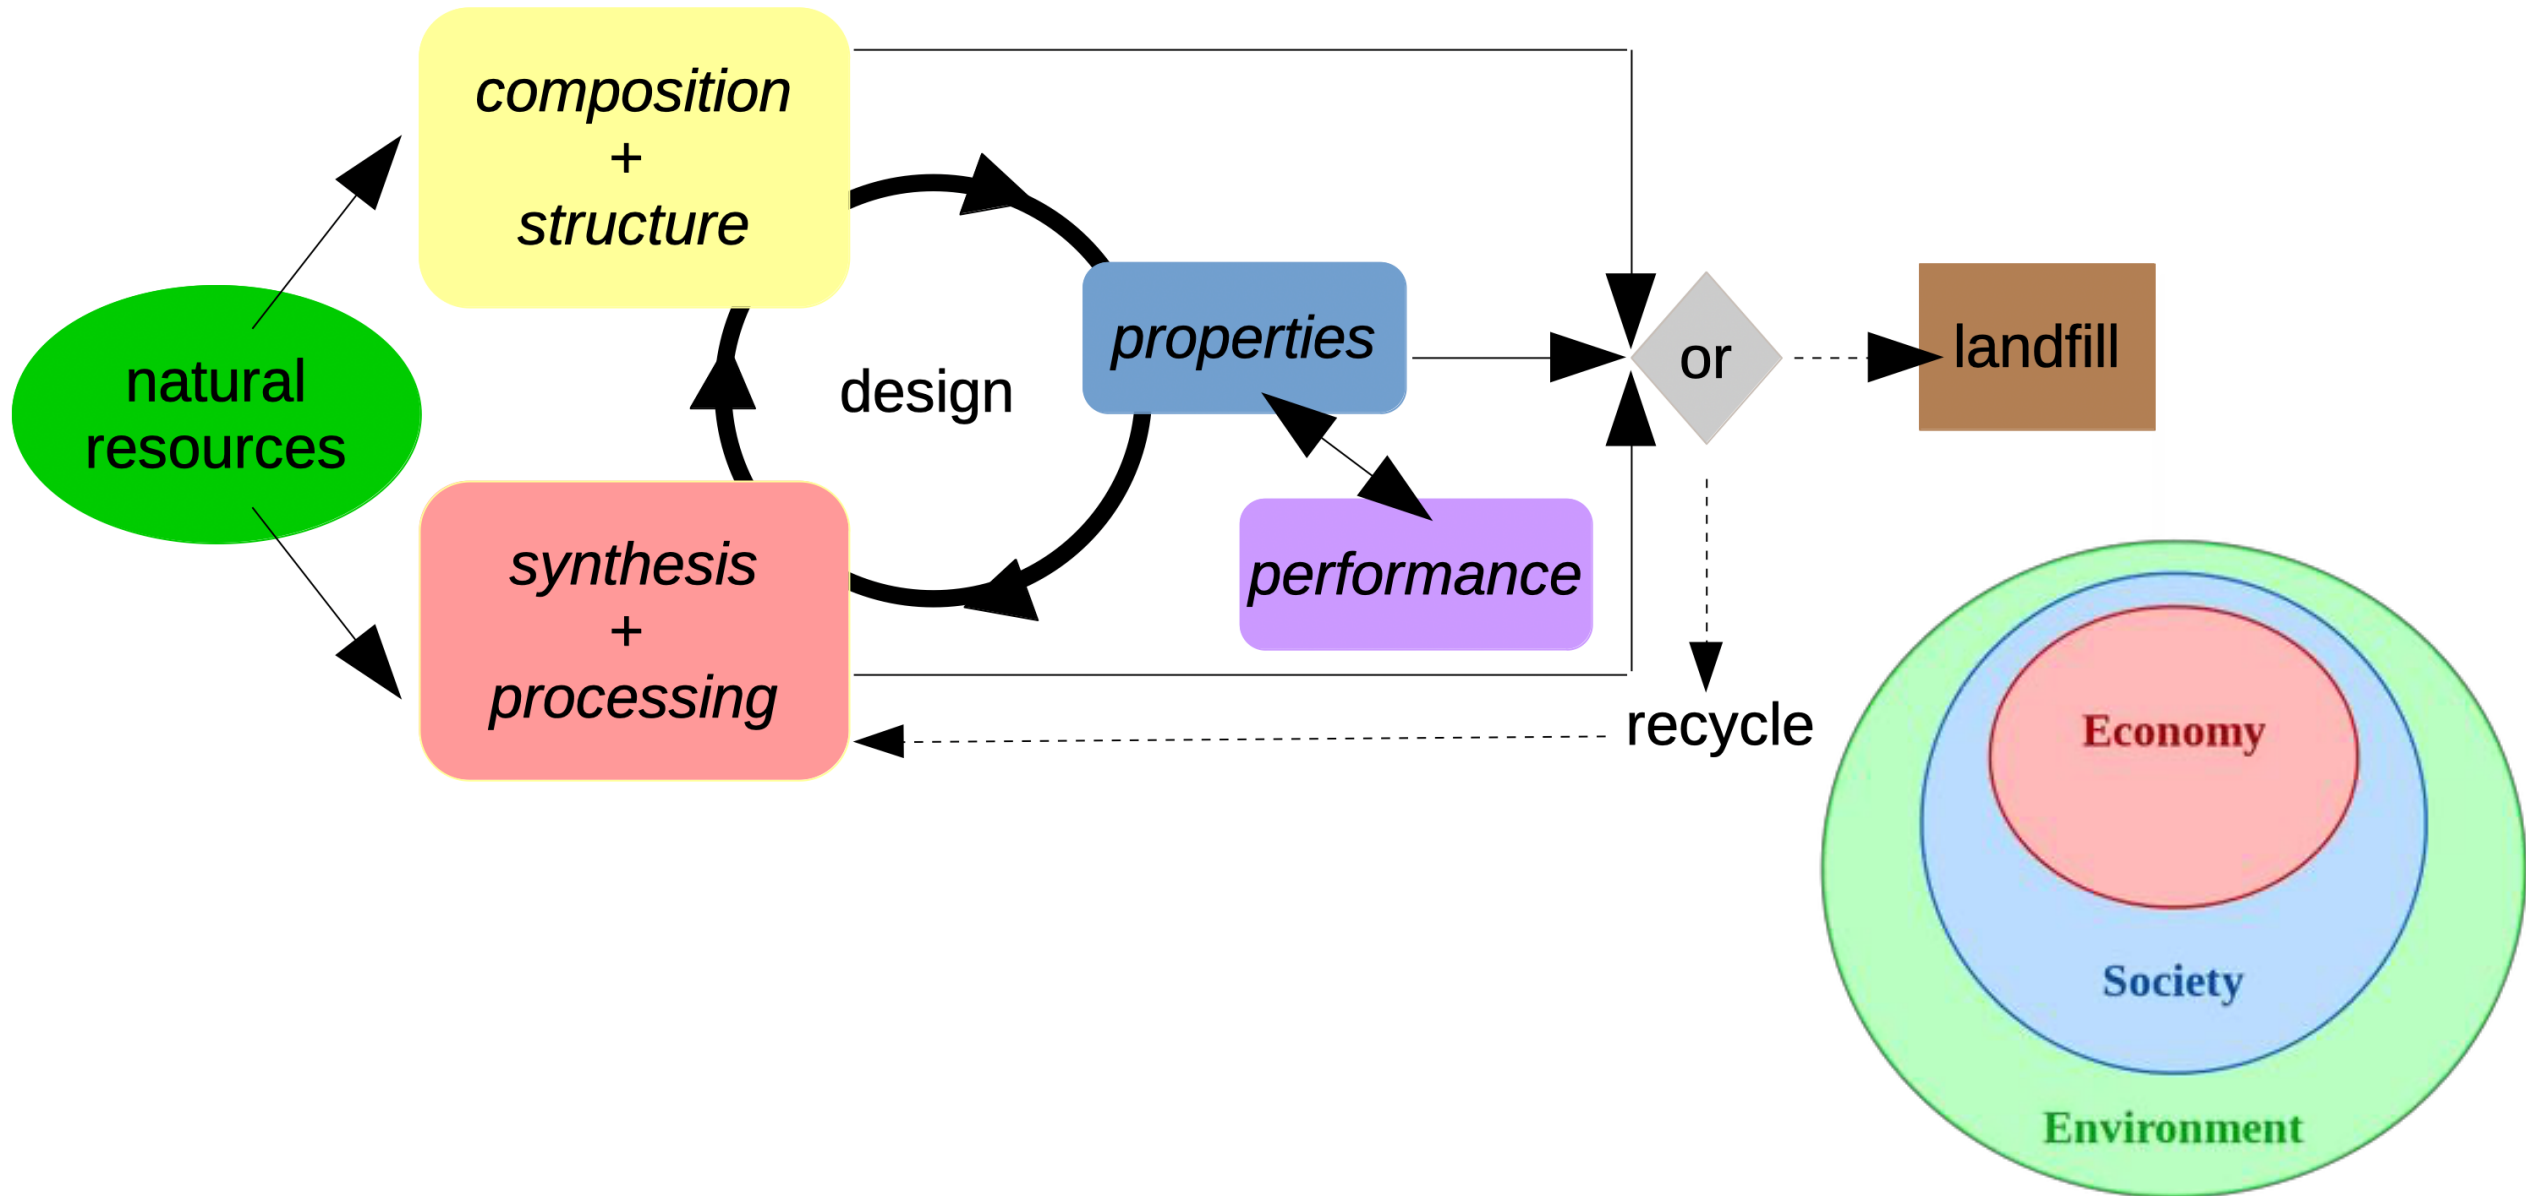 composition
+
structure
natural
resources
design
properties
or
landfill
synthesis
+
processing
performance
recycle
Economy
Society
Environment